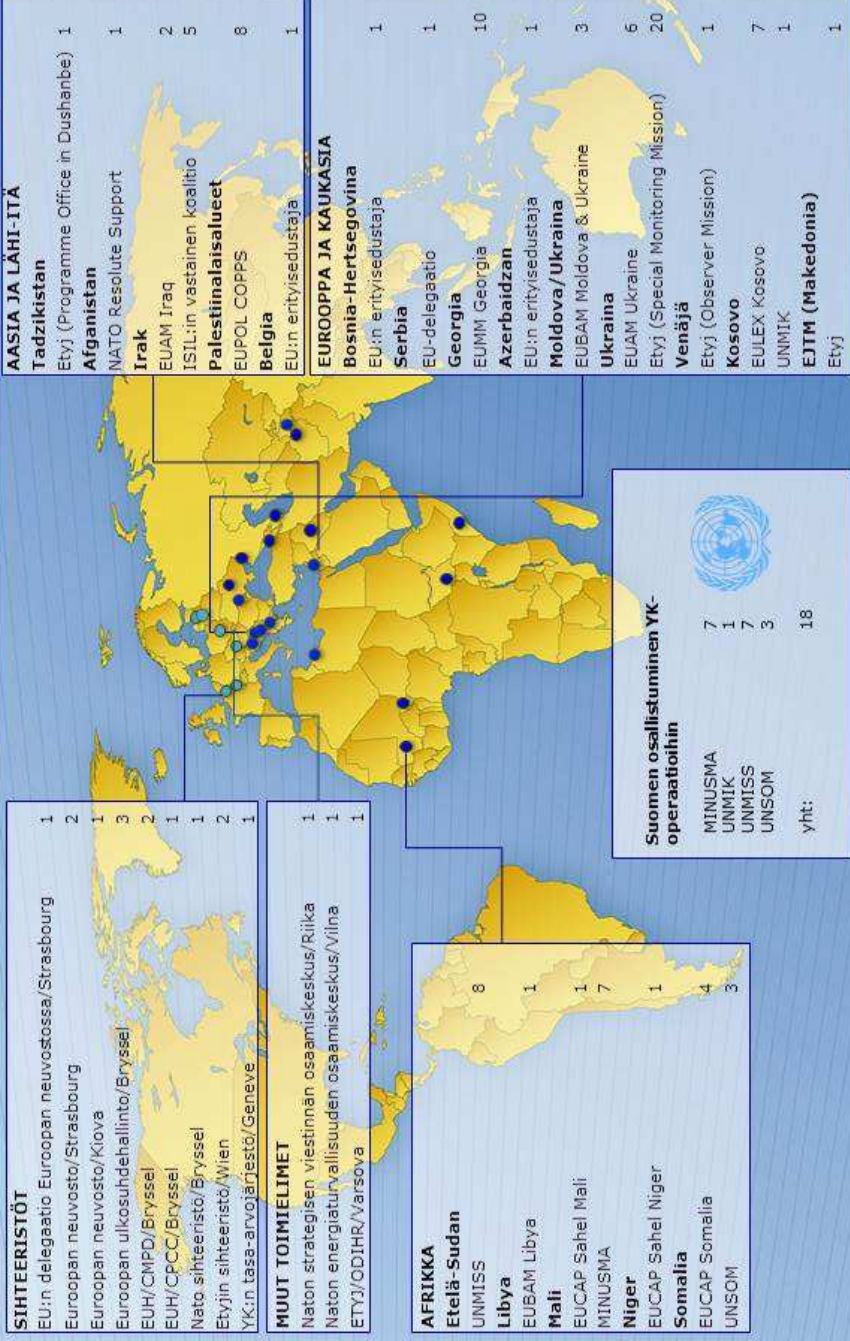 SIHTEERISTÖT
EU:n delegaatio Euroopan neuvostossa/Strasbourg 1
Euroopan neuvosto/Strasbourg 2
Euroopan neuvosto/Kiova 1
Euroopan ulkosuhdehallinto/Bryssel 3
EUH/CMPD/Bryssel 2
EUH/CPCC/Bryssel 1
Nato sihteeristö/Bryssel 1
Etyjin sihteeristö/Wien 2
YK:n tasa-arvojärjestö/Geneve 1
MUUT TOIMIELIMET
Naton strategisen viestinnän osaamiskeskus/Riika 1
Naton energiaturvallisuuden osaamiskeskus/Vilna 1
ETYJ/ODIHR/Varsova 1
AFRIKKA
Etelä-Sudan
UNMISS 8
Libya
EUBAM Libya 1
Mali
EUCAP Sahel Mali 1
MINUSMA 7
Niger
EUCAP Sahel Niger 1
Somalia
EUCAP Somalia 4
UNSOM 3
Suomen osallistuminen YK-
operaatioihin
MINUSMA 7
UNMIK 1
UNMISS 7
UNSOM 3
yht: 18
AASIA JA LÄHI-ITÄ
Tadzikistan
Etyj (Programme Office in Dushanbe) 1
Afganistan
NATO Resolute Support 1
Irak
EUAM Iraq 2
ISIL:in vastainen koalitio 5
Palestiinalaisalueet
EUPOL COPPS 8
Belgia
EU:n erityisedustaja 1
EUROOPPA JA KAUKASIA
Bosnia-Hertsegovina
EU:n erityisedustaja 1
Serbia
EU-delegaatio 1
Georgia
EUMM Georgia 10
Azerbaidzan
EU:n erityisedustaja 1
Moldova/Ukraina
EUBAM Moldova & Ukraine 3
Ukraina
EUAM Ukraine 6
Etyj (Special Monitoring Mission) 20
Venäjä
Etyj (Observer Mission) 1
Kosovo
EULEX Kosovo 7
UNMIK 1
EJTM (Makedonia)
Etyj 1